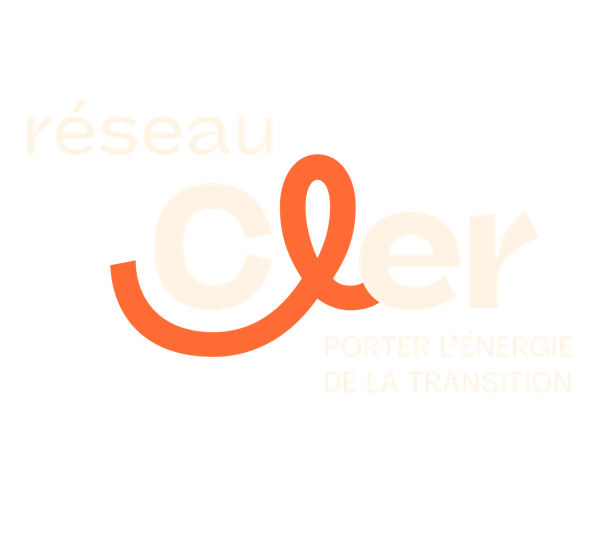 réseau
Cler
PORTER L'ÉNERGIE
DE LA TRANSITION